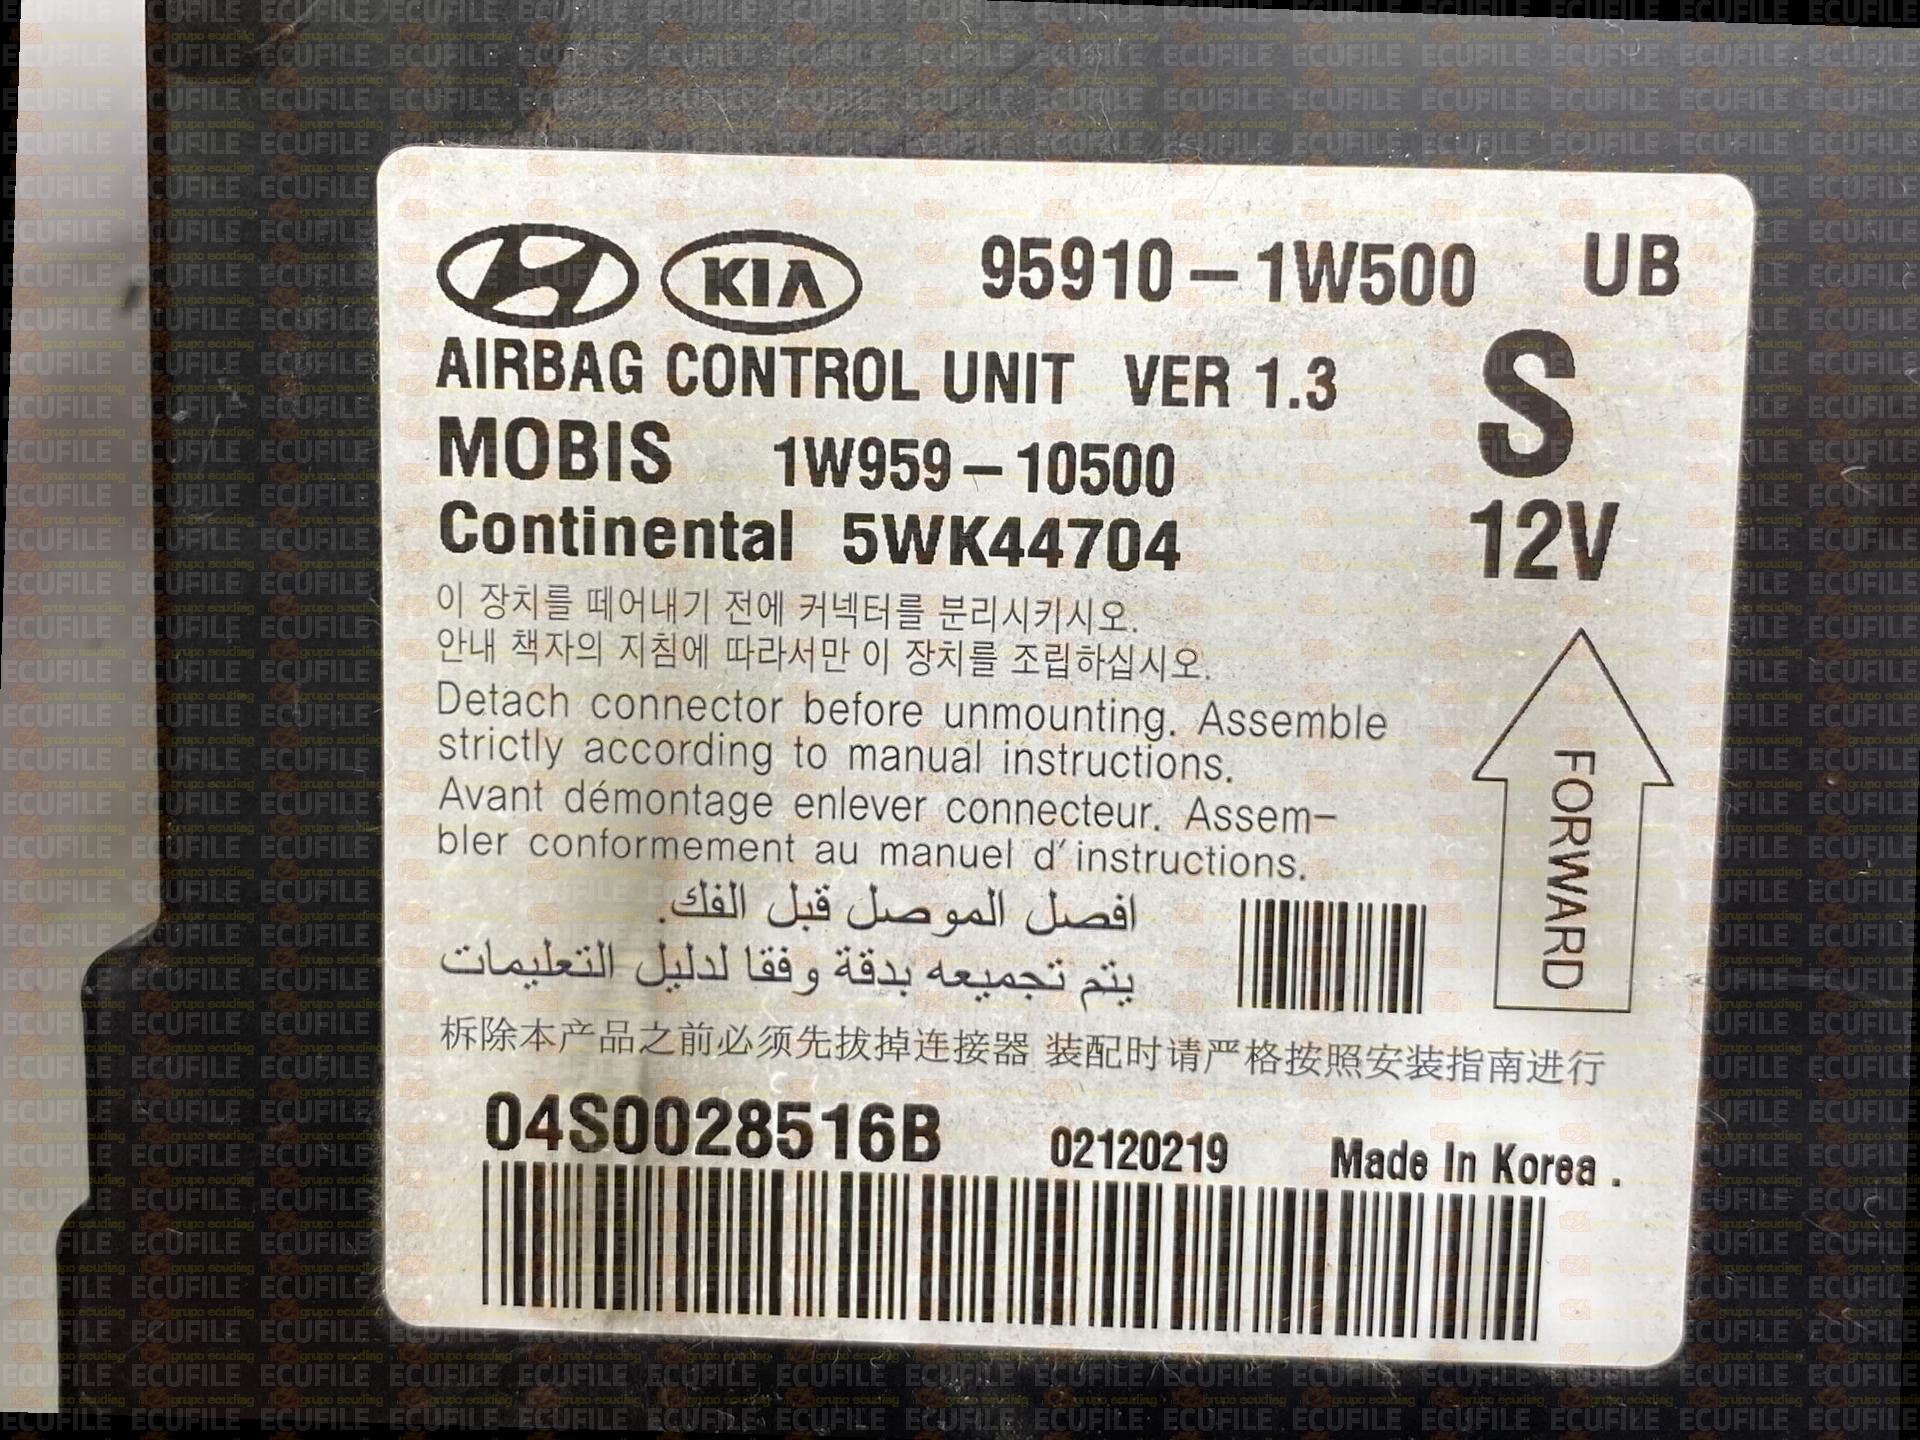 KIA 95910-1W500 UB
AIRBAG CONTROL UNIT VER 1.3 S
MOBIS 1W959-10500
Continental 5WK44704 12V
이 장치를 떼어내기 전에 커넥터를 분리시키시오.
안내 책자의 지침에 따라서만 이 장치를 조립하십시오.
Detach connector before unmounting. Assemble
strictly according to manual instructions.
Avant démontage enlever connecteur. Assem-
bler conformement au manuel d'instructions.
FORWARD
افصل الموصل قبل الفك.
يتم تجميعه بدقة وفقا لدليل التعليمات
柝除本产品之前必须先拔掉连接器 装配时请严格按照安装指南进行
04S0028516B 02120219 Made In Korea .
ECUFILE
grupo ecudiag